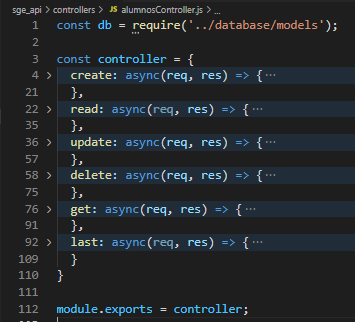 sge_api > controllers > JS alumnosController.js > ...
1 const db = require('../database/models');
2
3 const controller = {
4 > create: async(req, res) => { ...
21 },
22 > read: async(req, res) => { ...
35 },
36 > update: async(req, res) => { ...
57 },
58 > delete: async(req, res) => { ...
75 },
76 > get: async(req, res) => { ...
91 },
92 > last: async(req, res) => { ...
109 }
110 }
111
112 module.exports = controller;